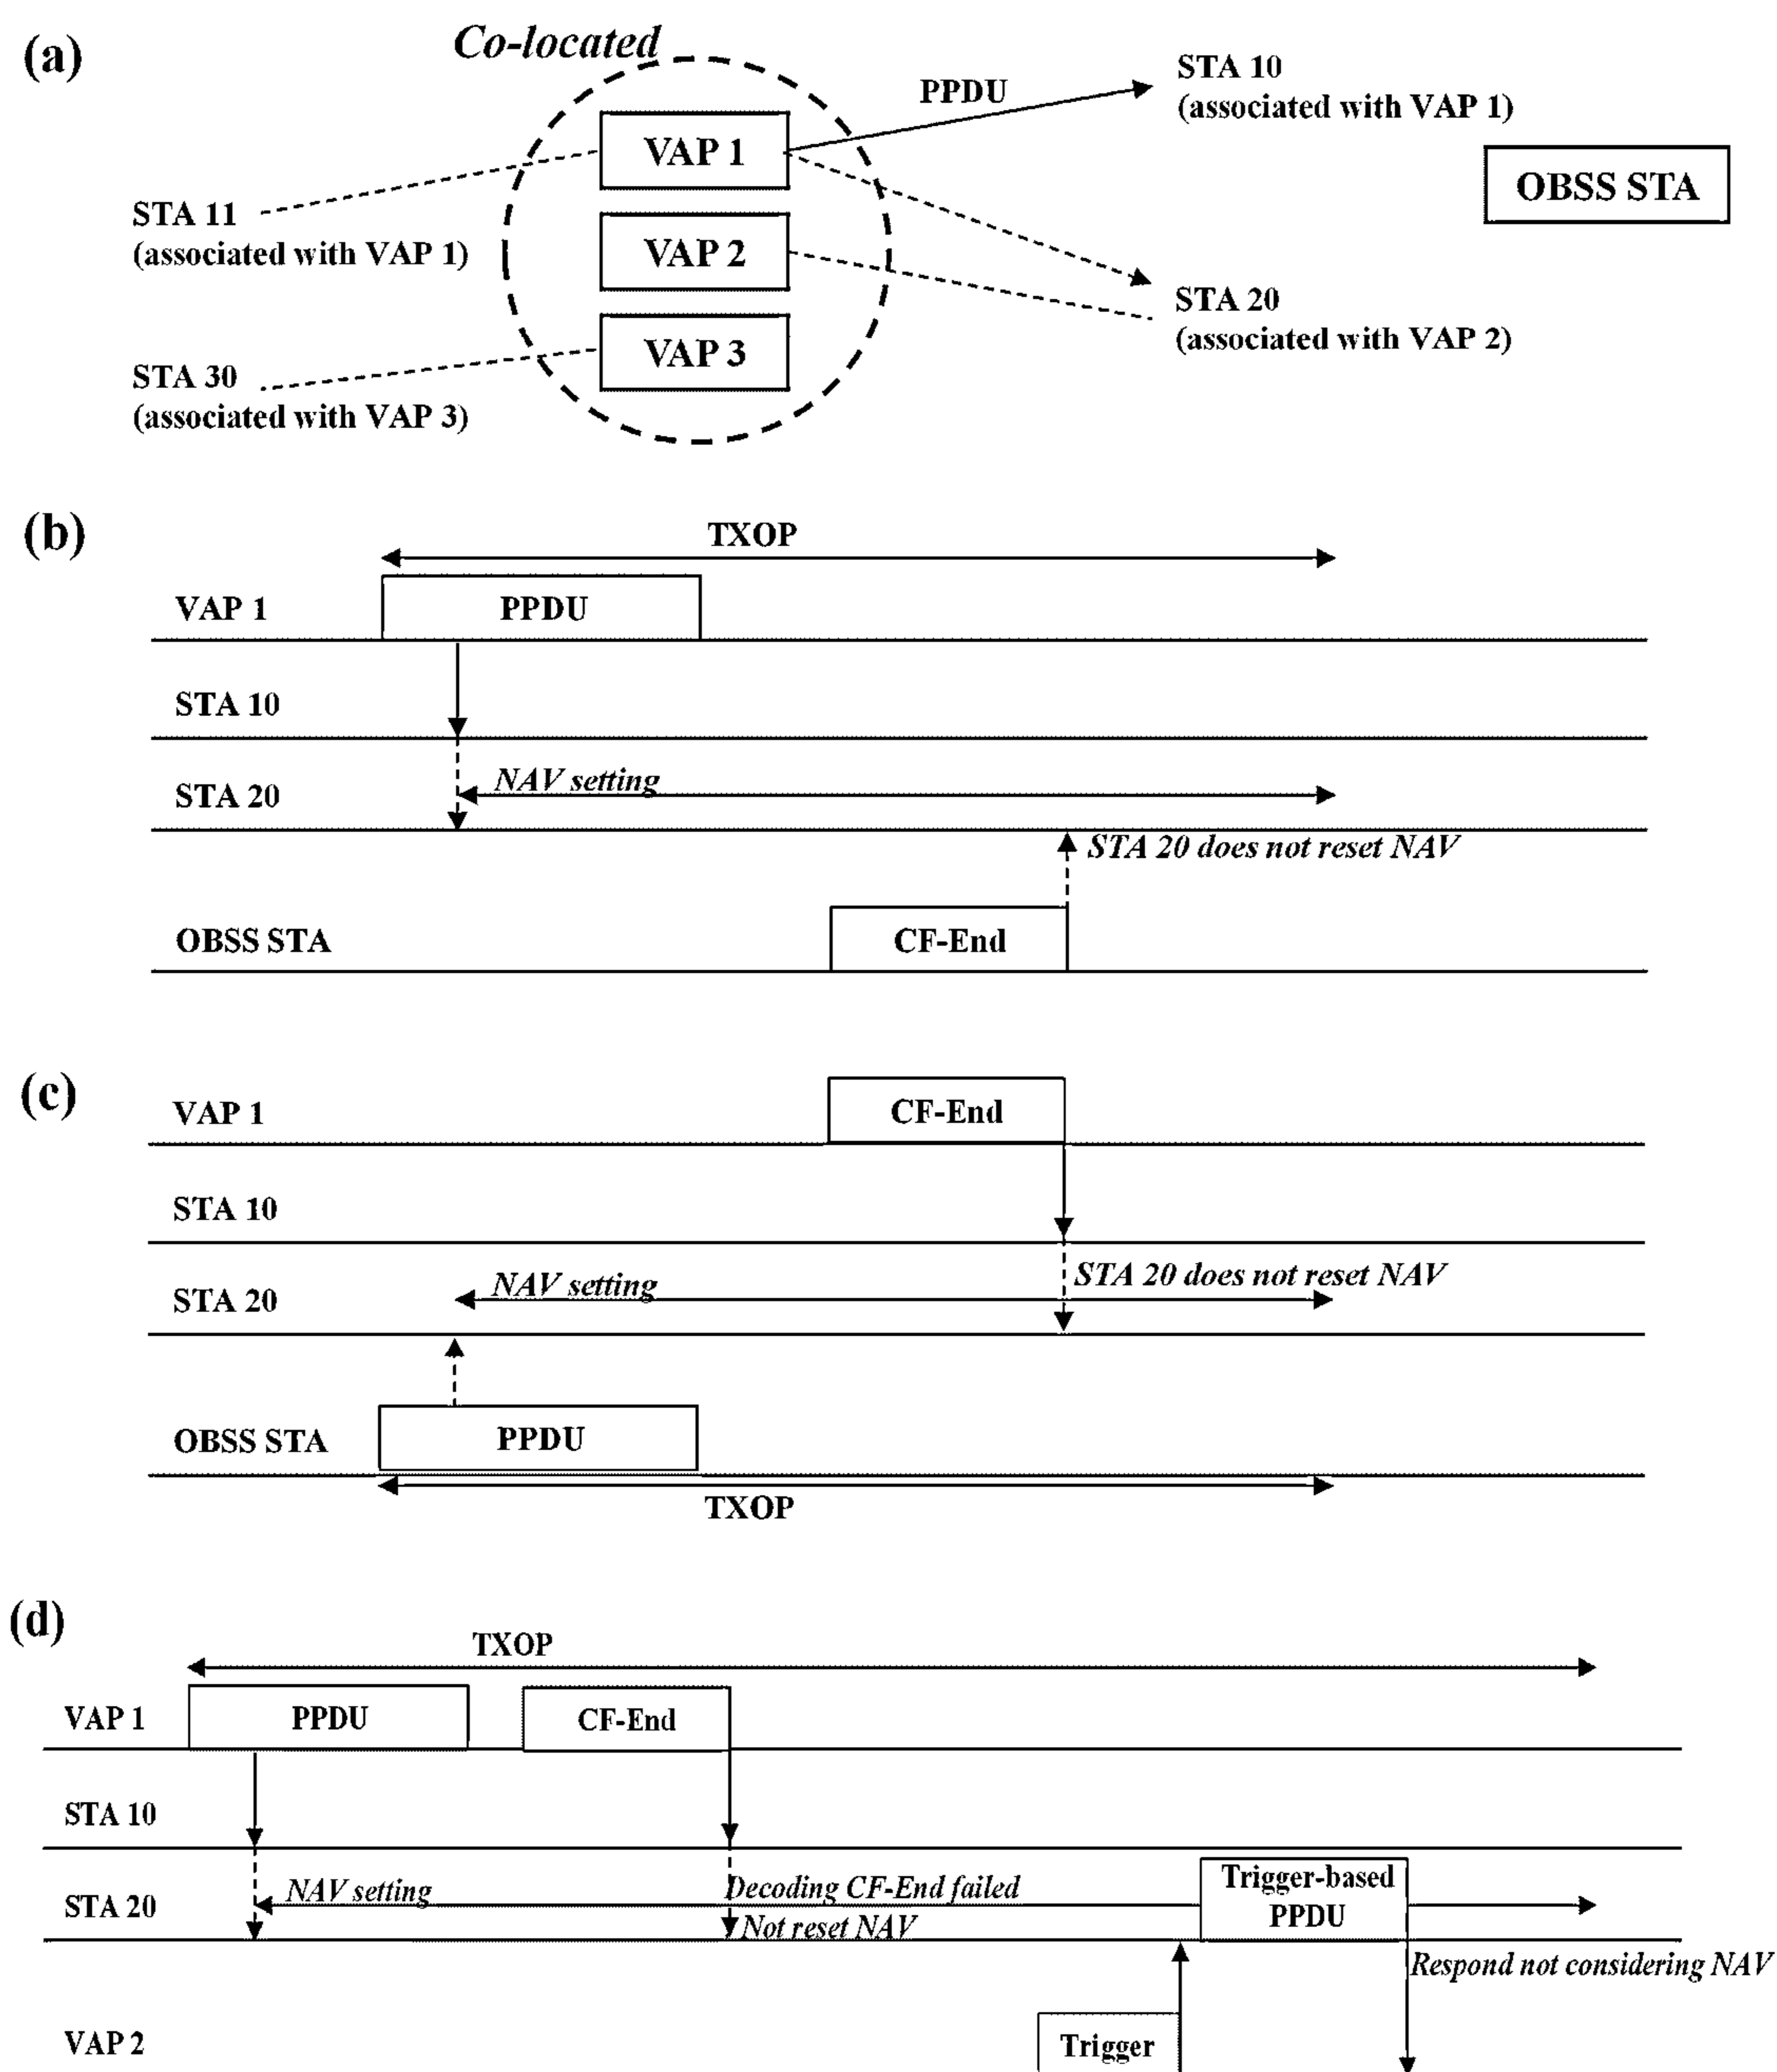 (a)
Co-located
PPDU
STA 10
(associated with VAP 1)
VAP 1
OBSS STA
STA 11
(associated with VAP 1)
VAP 2
STA 20
(associated with VAP 2)
VAP 3
STA 30
(associated with VAP 3)
(b)
TXOP
VAP 1
PPDU
STA 10
NAV setting
STA 20
STA 20 does not reset NAV
OBSS STA
CF-End
(c)
VAP 1
CF-End
STA 10
NAV setting
STA 20 does not reset NAV
STA 20
OBSS STA
PPDU
TXOP
(d)
TXOP
VAP 1
PPDU
CF-End
STA 10
STA 20
NAV setting
Decoding CF-End failed
Not reset NAV
Trigger-based
PPDU
Respond not considering NAV
VAP 2
Trigger